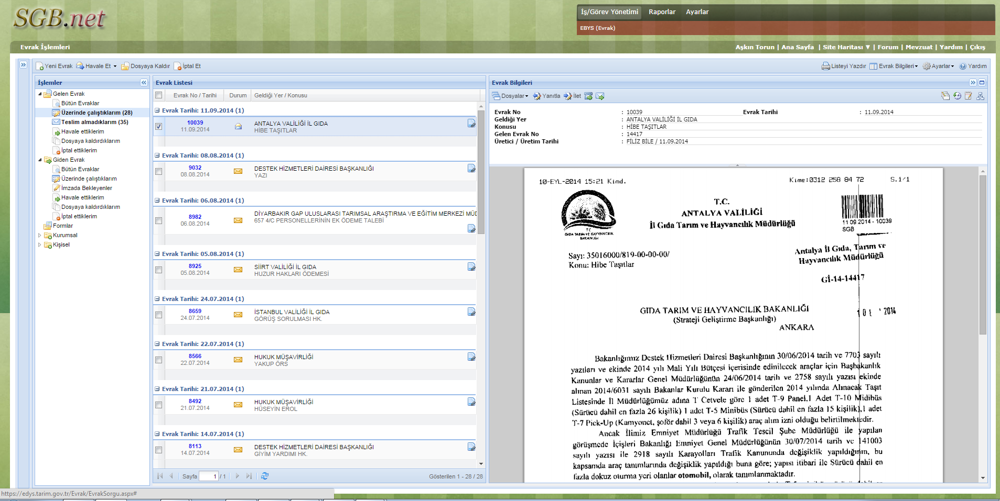 SGB.net
İş/Görev Yönetimi Raporlar Ayarlar
EBYS (Evrak)
Evrak İşlemleri
Aşkın Torun | Ana Sayfa | Site Haritası ▼ | Forum | Mevzuat | Yardım | Çıkış
Yeni Evrak Havale Et Dosyaya Kaldır İptal Et
Listeyi Yazdır Evrak Bilgileri Ayarlar Yardım
İşlemler
Gelen Evrak
Bütün Evraklar
Üzerinde çalıştıklarım (28)
Teslim almadıklarım (35)
Havale ettiklerim
Dosyaya kaldırdıklarım
İptal ettiklerim
Giden Evrak
Bütün Evraklar
Üzerinde çalıştıklarım
İmzada Bekleyenler
Havale ettiklerim
Dosyaya kaldırdıklarım
İptal ettiklerim
Formlar
Kurumsal
Kişisel
Evrak Listesi
Evrak No / Tarihi Durum Geldiği Yer / Konusu
Evrak Tarihi: 11.09.2014 (1)
10039 ANTALYA VALİLİĞİ İL GIDA
11.09.2014 HİBE TAŞITLAR
Evrak Tarihi: 08.08.2014 (1)
9032 DESTEK HİZMETLERİ DAİRESİ BAŞKANLIĞI
08.08.2014 YAZI
Evrak Tarihi: 06.08.2014 (1)
8982 DİYARBAKIR GAP ULUSLARASI TARIMSAL ARAŞTIRMA VE EĞİTİM MERKEZİ MÜD
06.08.2014 657 4/C PERSONELLERİNİN EK ÖDEME TALEBİ
Evrak Tarihi: 05.08.2014 (1)
8925 SİİRT VALİLİĞİ İL GIDA
05.08.2014 HUZUR HAKLARI ÖDEMESİ
Evrak Tarihi: 24.07.2014 (1)
8659 İSTANBUL VALİLİĞİ İL GIDA
24.07.2014 GÖRÜŞ SORULMASI HK.
Evrak Tarihi: 22.07.2014 (1)
8566 HUKUK MÜŞAVİRLİĞİ
22.07.2014 YAKUP ÖRS
Evrak Tarihi: 21.07.2014 (1)
8492 HUKUK MÜŞAVİRLİĞİ
21.07.2014 HÜSEYİN EROL
Evrak Tarihi: 14.07.2014 (1)
8113 DESTEK HİZMETLERİ DAİRESİ BAŞKANLIĞI
14.07.2014 GİYİM YARDIMI HK.
Sayfa 1 / 1 Gösterilen 1 - 28 / 28
Evrak Bilgileri
Dosyalar Yanıtla İlet
Evrak No : 10039 Evrak Tarihi : 11.09.2014
Geldiği Yer : ANTALYA VALİLİĞİ İL GIDA
Konusu : HİBE TAŞITLAR
Gelen Evrak No : 14417
Üretici / Üretim Tarihi : FİLİZ BİLE / 11.09.2014
10-EYL-2014 15:21 Kimd. Kime:0312 258 84 72 S.1/1
T.C.
ANTALYA VALİLİĞİ
İl Gıda Tarım ve Hayvancılık Müdürlüğü
T.C.
GIDA TARIM VE HAYVANCILIK
BAKANLIĞI
11 09.2014 - 10039
SGB
Antalya İl Gıda, Tarım ve
Hayvancılık Müdürlüğü
Gİ-14-14417
Sayı: 35016000/819-00-00-00/
Konu: Hibe Taşıtlar
GIDA TARIM VE HAYVANCILIK BAKANLIĞI
(Strateji Geliştirme Başkanlığı)
ANKARA
2014
Bakanlığımız Destek Hizmetleri Dairesi Başkanlığının 30/06/2014 tarih ve 7703 sayılı
yazıları ve ekinde 2014 yılı Mali Yılı Bütçesi içerisinde edinilecek araçlar için Başbakanlık
Kanunlar ve Kararlar Genel Müdürlüğünün 24/06/2014 tarih ve 2758 sayılı yazısı ekinde
alınan 2014/6031 sayılı Bakanlar Kurulu Kararı ile gönderilen 2014 yılında Alınacak Taşıt
Listesinde İl Müdürlüğümüz adına T Cetvele göre 1 adet T-9 Panel,1 Adet T-10 Midibüs
(Sürücü dahil en fazla 26 kişilik) 1 adet T-5 Minibüs (Sürücü dahil en fazla 15 kişilik),1 adet
T-7 Pick-Up (Kamyonet, şoför dahil 3 veya 6 kişilik) araç alım izni olduğu belirtilmektedir.
Ancak İlimiz Emniyet Müdürlüğü Trafik Tescil Şube Müdürlüğü ile yapılan
görüşmede İçişleri Bakanlığı Emniyet Genel Müdürlüğünün 30/07/2014 tarih ve 141003
sayılı yazısı ile 2918 sayılı Karayolları Trafik Kanununda değişiklik yapıldığının, bu
kapsamda araç tanımlarında değişiklik yapıldığı buna göre; yapısı itibari ile Sürücü dahil en
fazla dokuz oturma yeri olanlar otomobil, olarak tanımlanmaktadır.
https://edys.tarim.gov.tr/Evrak/EvrakSorgu.aspx#